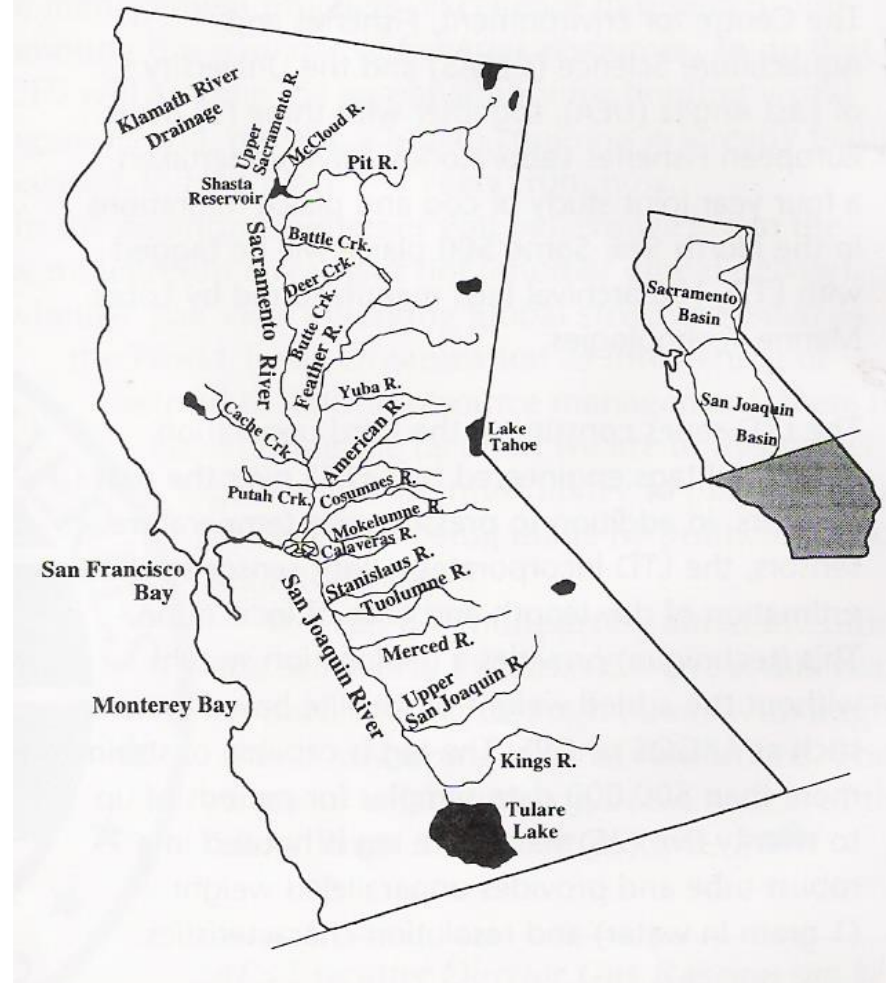 Klamath River
Drainage
Upper
Sacramento R.
McCloud R.
Pit R.
Shasta
Reservoir
Sacramento River
Battle Crk.
Deer Crk.
Butte Crk.
Feather R.
Yuba R.
Cache Crk.
American R.
Lake
Tahoe
Putah Crk.
Cosumnes R.
Mokelumne R.
Calaveras R.
San Francisco
Bay
Stanislaus R.
Tuolumne R.
San Joaquin River
Merced R.
Upper
San Joaquin R.
Monterey Bay
Kings R.
Tulare
Lake
Sacramento
Basin
San Joaquin
Basin